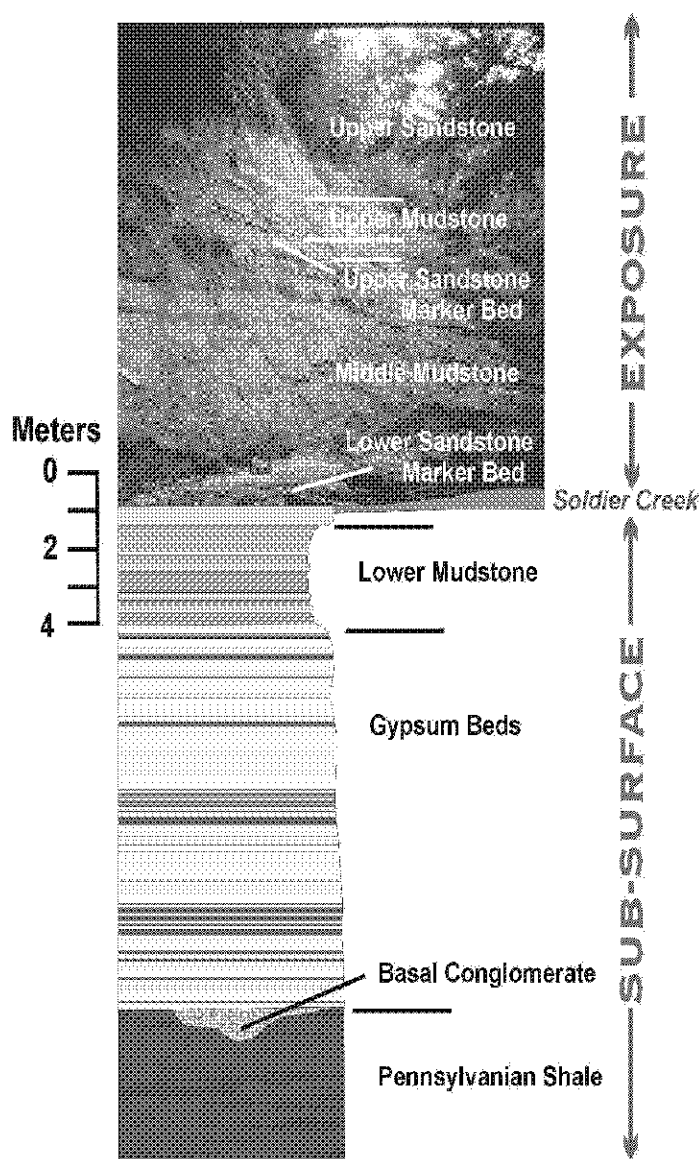 Upper Sandstone
Upper Mudstone
Upper Sandstone
Marker Bed
Middle Mudstone
Lower Sandstone
Marker Bed
EXPOSURE
Meters
0
2
4
Soldier Creek
Lower Mudstone
Gypsum Beds
Basal Conglomerate
Pennsylvanian Shale
SUB-SURFACE